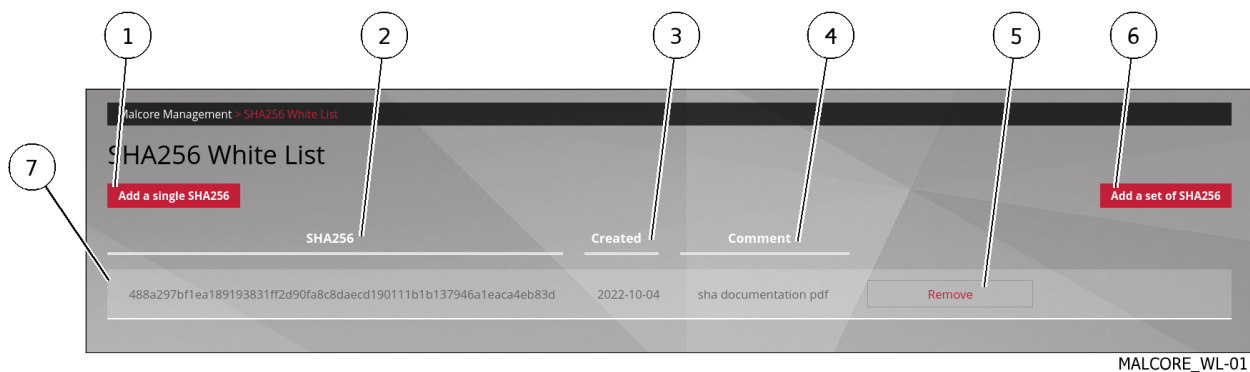 1 2 3 4 5 6
Malcore Management > SHA256 White List
7
SHA256 White List
Add a single SHA256 Add a set of SHA256
SHA256 Created Comment
488a297bf1ea189193831ff2d90fa8c8daecd190111b1b137946a1eaca4eb83d 2022-10-04 sha documentation pdf Remove
MALCORE_WL-01